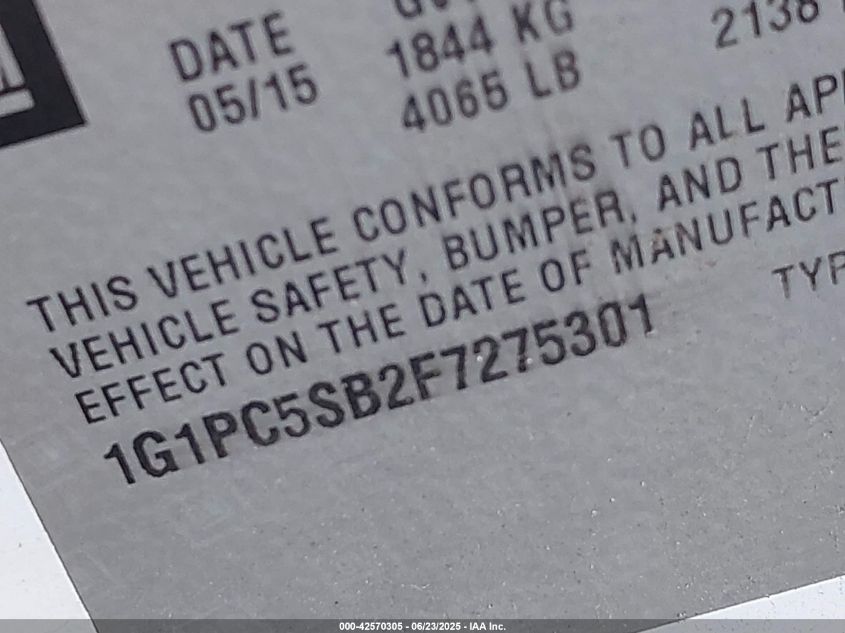 DATE
05/15
1844 KG
4065 LB
2138
THIS VEHICLE CONFORMS TO ALL
VEHICLE SAFETY, BUMPER, AND THE
EFFECT ON THE DATE OF MANUFACT
TYP
1G1PC5SB2F7275301
000-42570305 - 06/23/2025 - IAA Inc.